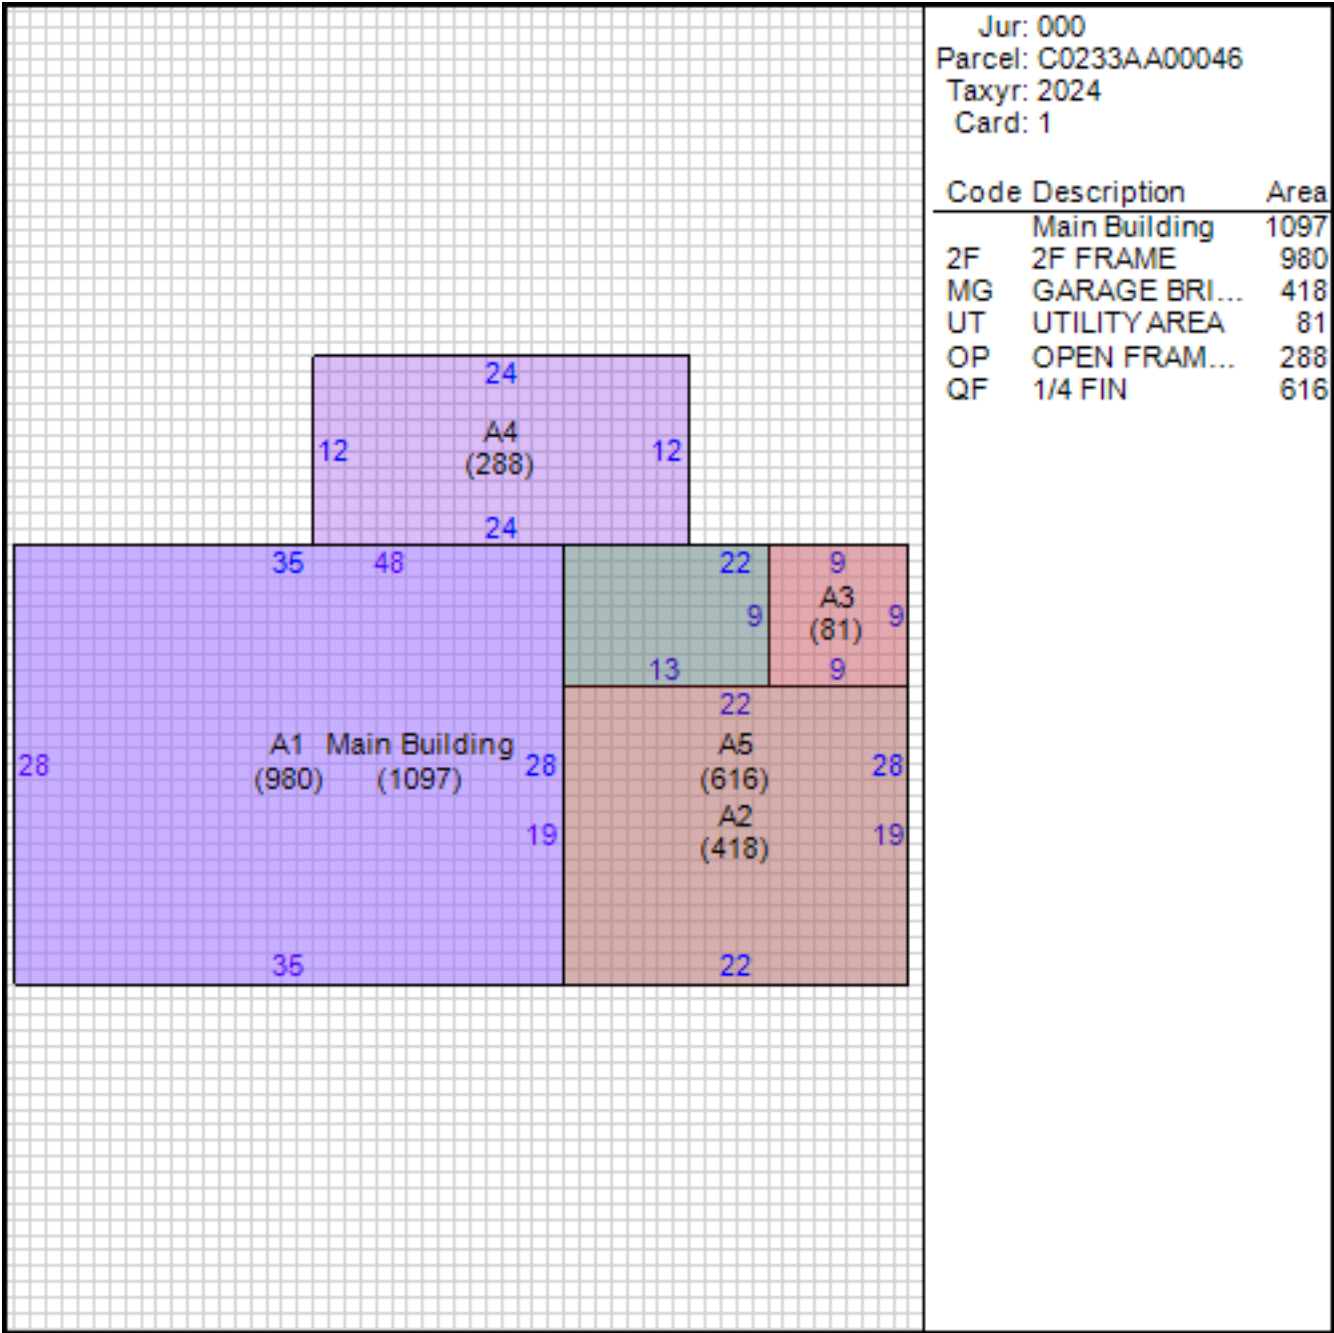 Jur: 000
Parcel: C0233AA00046
Taxyr: 2024
Card: 1
Code Description Area
Main Building 1097
2F 2F FRAME 980
MG GARAGE BRI... 418
UT UTILITY AREA 81
OP OPEN FRAM... 288
QF 1/4 FIN 616
24
A4
12 (288) 12
24
35 48 22 9
A3
9 (81) 9
13 9
22
A1 Main Building A5
28 (980) (1097) 28 (616) 28
A2
19 (418) 19
35 22